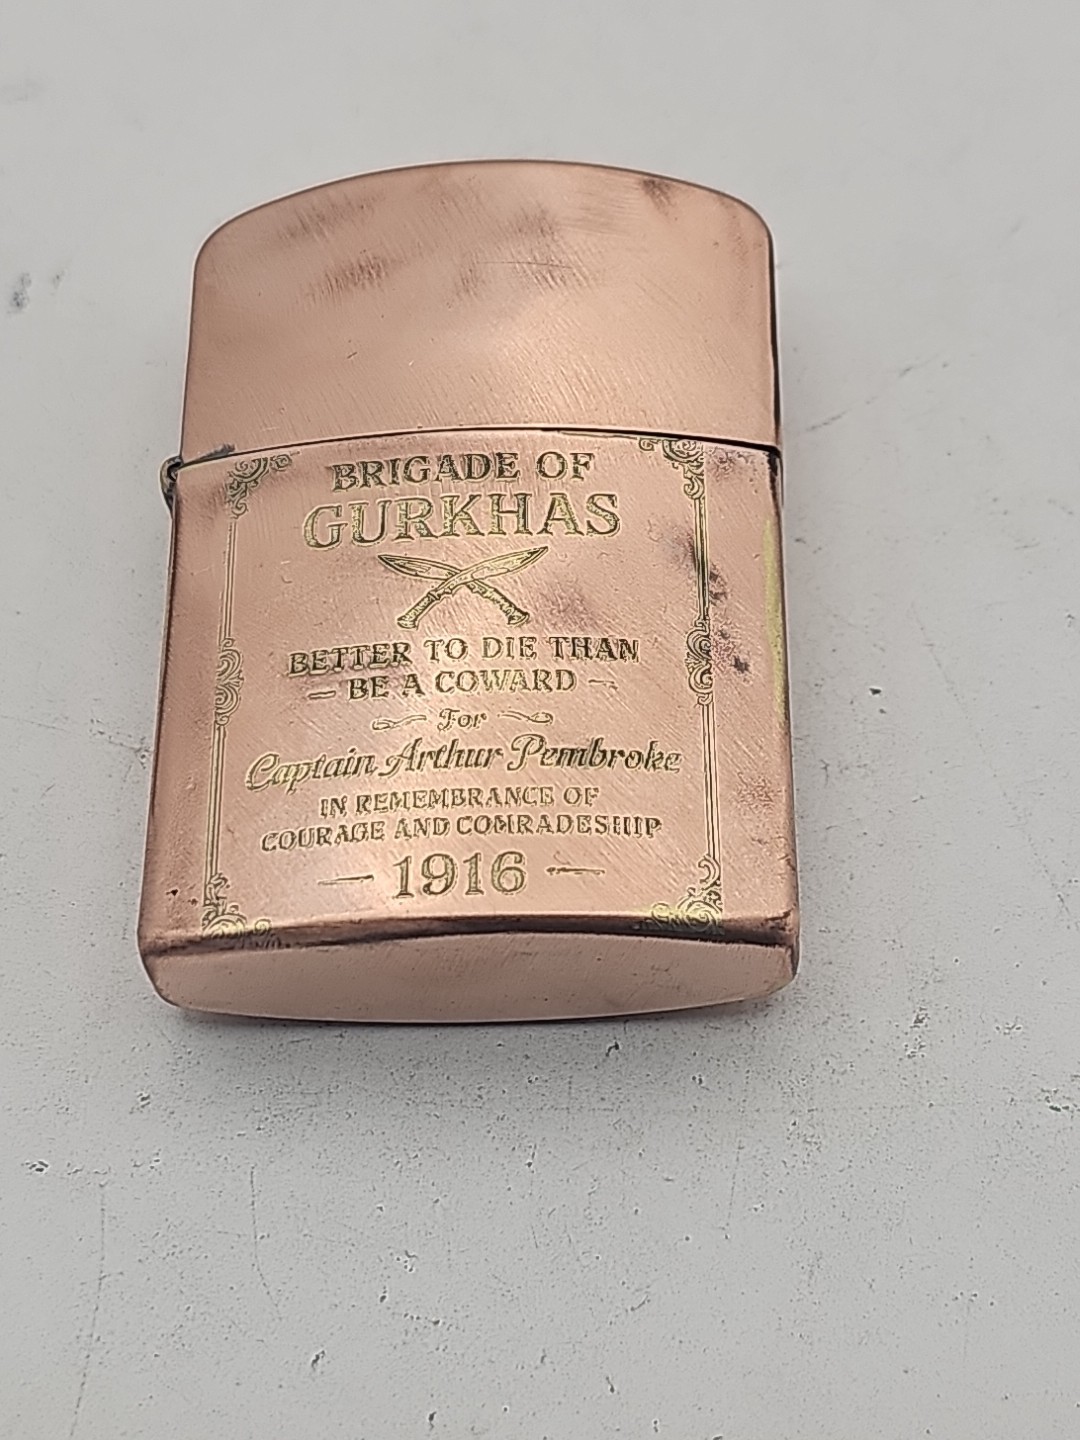 BRIGADE OF
GURKHAS
BETTER TO DIE THAN
– BE A COWARD –
For
Captain Arthur Pembroke
IN REMEMBRANCE OF
COURAGE AND COMRADESHIP
— 1916 —